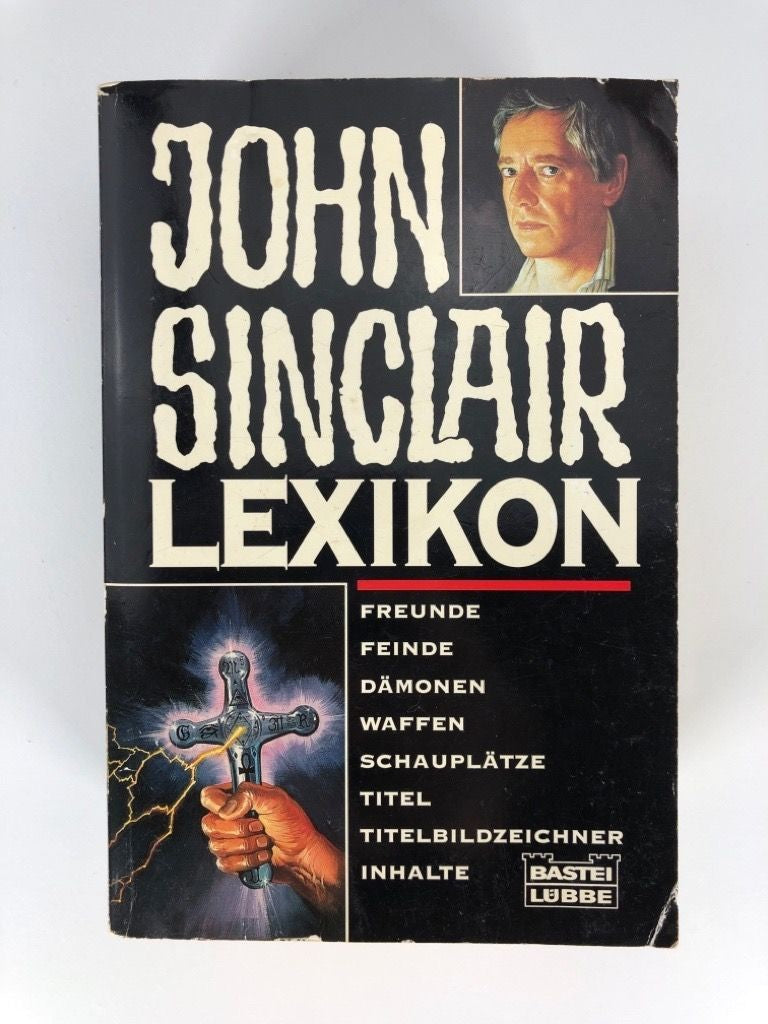 JOHN
SINCLAIR
LEXIKON
FREUNDE
FEINDE
DÄMONEN
WAFFEN
SCHAUPLÄTZE
TITEL
TITELBILDZEICHNER
INHALTE
BASTEI
LÜBBE